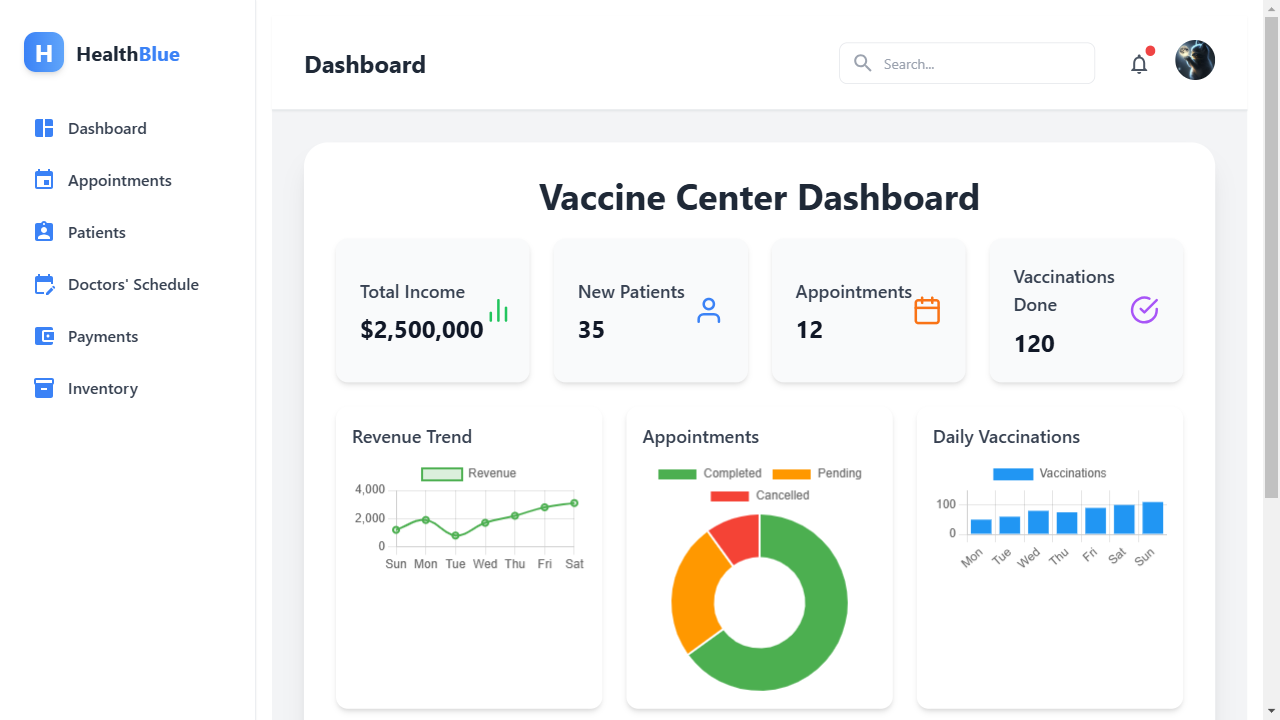 H HealthBlue
Dashboard
Appointments
Patients
Doctors' Schedule
Payments
Inventory
Dashboard
Search...
Vaccine Center Dashboard
Total Income
$2,500,000
New Patients
35
Appointments
12
Vaccinations
Done
120
Revenue Trend
Revenue
4,000
2,000
0
Sun Mon Tue Wed Thu Fri Sat
Appointments
Completed Pending
Cancelled
Daily Vaccinations
Vaccinations
100
0
Mon Tue Wed Thu Fri Sat Sun